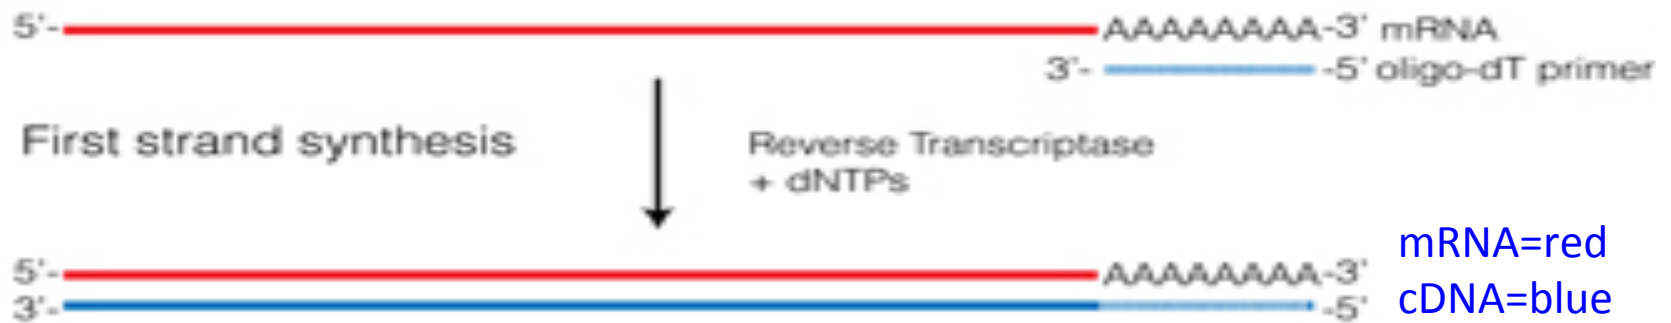 5'- AAAAAAAA-3' mRNA
3'- -5' oligo-dT primer
First strand synthesis
Reverse Transcriptase
+ dNTPs
5'- AAAAAAAA-3'
3'- -5'
mRNA=red
cDNA=blue